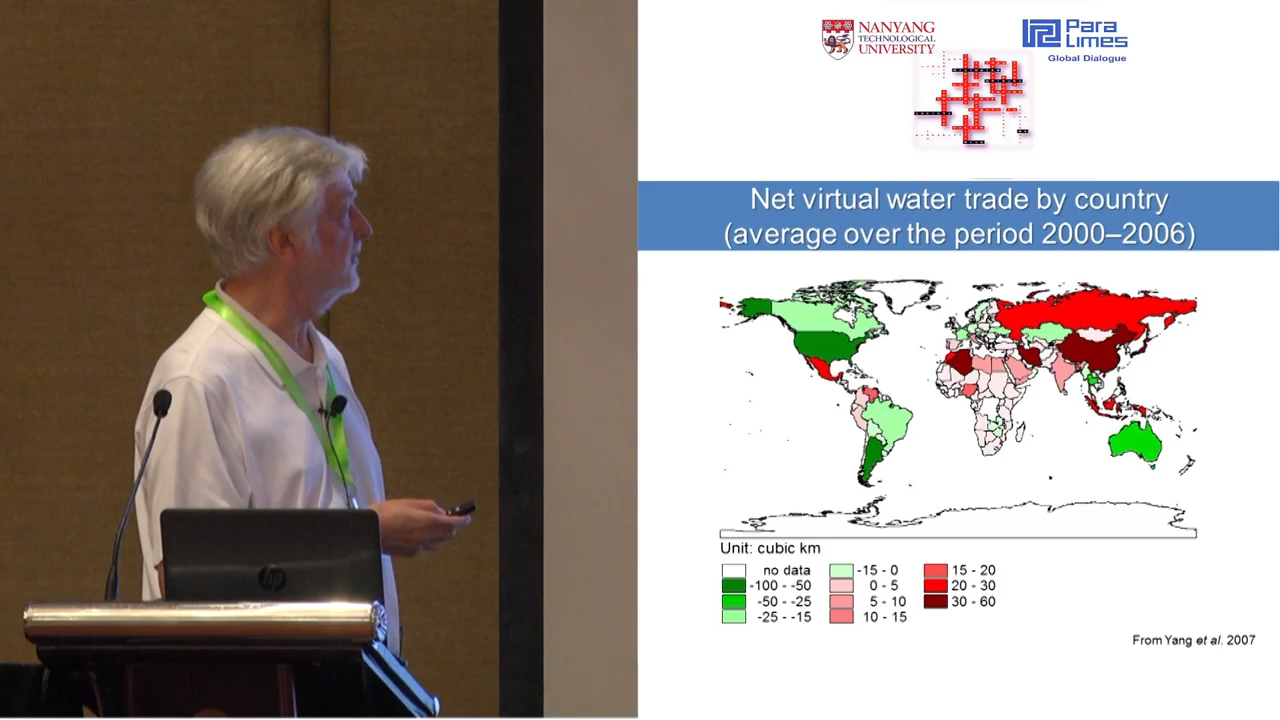 NANYANG
TECHNOLOGICAL
UNIVERSITY
Para
Limes
Global Dialogue
Net virtual water trade by country
(average over the period 2000–2006)
Unit: cubic km
no data
-100 - -50
-50 - -25
-25 - -15
-15 - 0
0 - 5
5 - 10
10 - 15
15 - 20
20 - 30
30 - 60
From Yang et al. 2007
hp